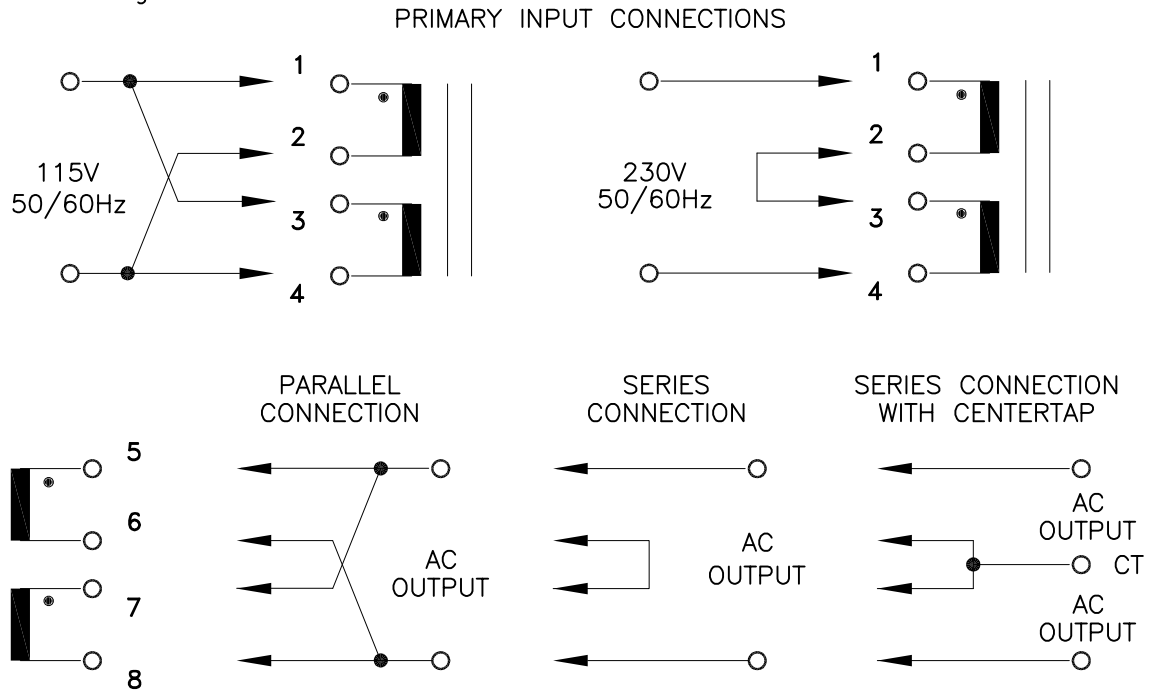 PRIMARY INPUT CONNECTIONS
1
2
3
4
115V
50/60Hz
1
2
3
4
230V
50/60Hz
PARALLEL
CONNECTION
SERIES
CONNECTION
SERIES CONNECTION
WITH CENTERTAP
5
6
7
8
AC
OUTPUT
AC
OUTPUT
AC
OUTPUT
CT
AC
OUTPUT